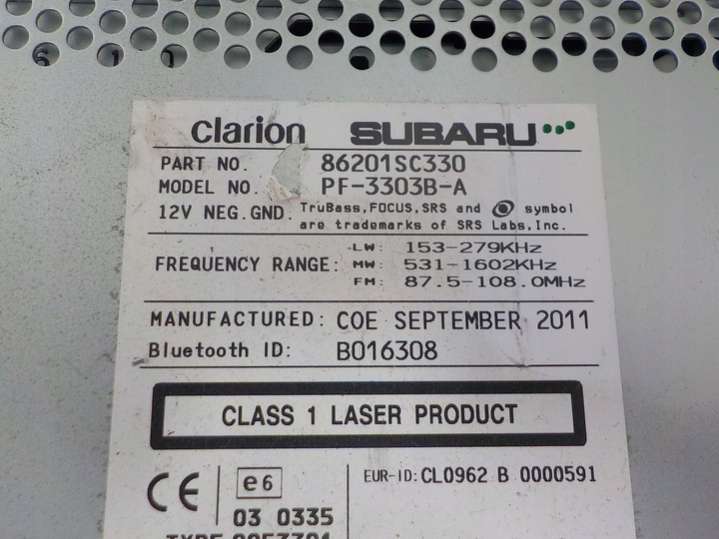 clarion SUBARU
PART NO. 86201SC330
MODEL NO. PF-3303B-A
12V NEG.GND. TruBass,FOCUS,SRS and symbol
are trademarks of SRS Labs,Inc.
FREQUENCY RANGE: LW: 153-279KHz
MW: 531-1602KHz
FM: 87.5-108.0MHz
MANUFACTURED: COE SEPTEMBER 2011
Bluetooth ID: B016308
CLASS 1 LASER PRODUCT
CE e6 EUR-ID: CL0962 B 0000591
03 0335
TYPE